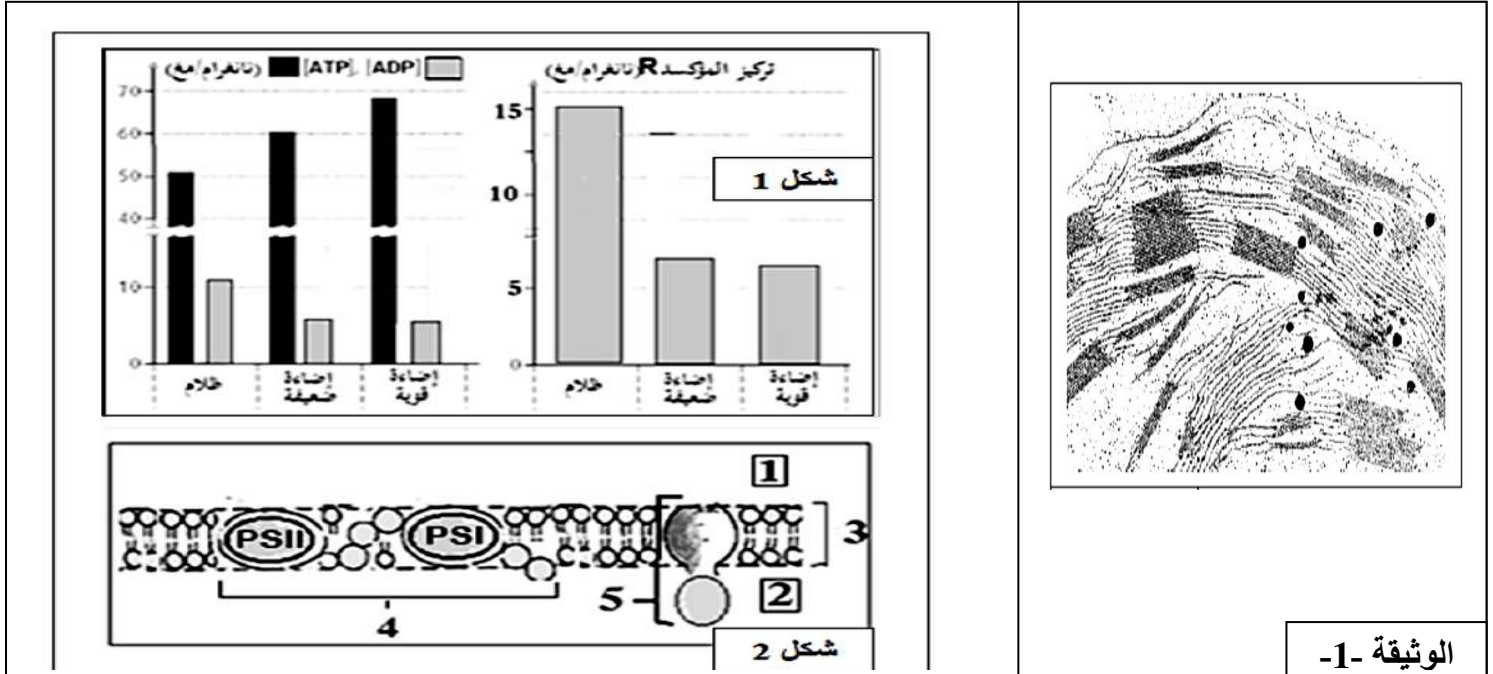 (نانغرام/مغ) [ATP]. [ADP]
70
60
50
40
10
0
ظلام
إضاءة ضعيفة
إضاءة قوية
تركيز المؤكسد R(نانغرام/مغ)
15
10
5
0
شكل 1
ظلام
إضاءة ضعيفة
إضاءة قوية
1
PSII
PSI
3
2
5
4
شكل 2
الوثيقة -1-